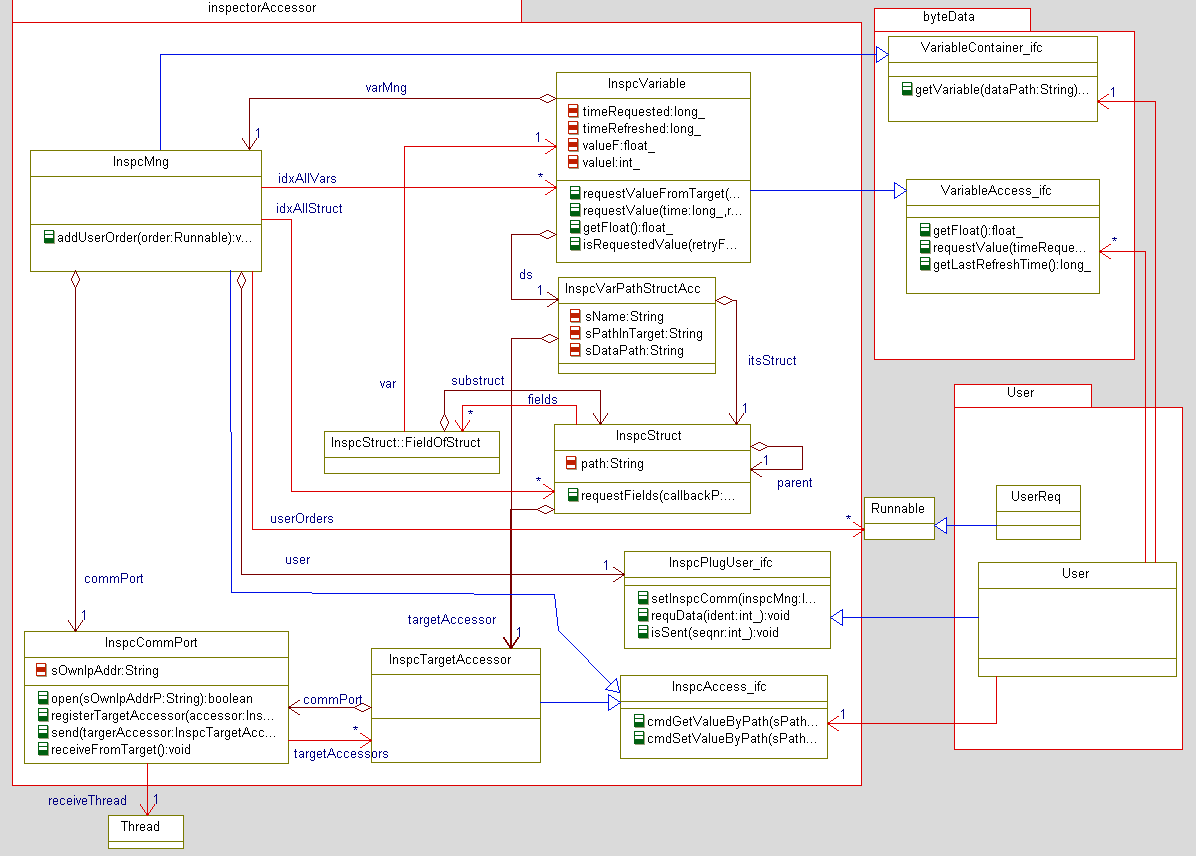 inspectorAccessor
byteData
VariableContainer_ifc
getVariable(dataPath:String)...
1
varMng
1
InspcVariable
timeRequested:long_
timeRefreshed:long_
valueF:float_
valueI:int_
requestValueFromTarget(...
requestValue(time:long_,r...
getFloat():float_
isRequestedValue(retryF...
1
*
InspcMng
addUserOrder(order:Runnable):v...
idxAllVars
idxAllStruct
VariableAccess_ifc
getFloat():float_
requestValue(timeReque...
getLastRefreshTime():long_
*
ds
1
InspcVarPathStructAcc
sName:String
sPathInTarget:String
sDataPath:String
itsStruct
1
var
substruct
fields
*
InspcStruct::FieldOfStruct
InspcStruct
path:String
requestFields(callbackP:...
1
parent
*
userOrders
*
Runnable
User
UserReq
User
user
1
InspcPlugUser_ifc
setInspcComm(inspcMng:I...
requData(ident:int_):void
isSent(seqnr:int_):void
commPort
1
targetAccessor
1
InspcCommPort
sOwnIpAddr:String
open(sOwnIpAddrP:String):boolean
registerTargetAccessor(accessor:Ins...
send(targerAccessor:InspcTargetAcc...
receiveFromTarget():void
InspcTargetAccessor
commPort
*
targetAccessors
InspcAccess_ifc
cmdGetValueByPath(sPath...
cmdSetValueByPath(sPath...
1
receiveThread
1
Thread